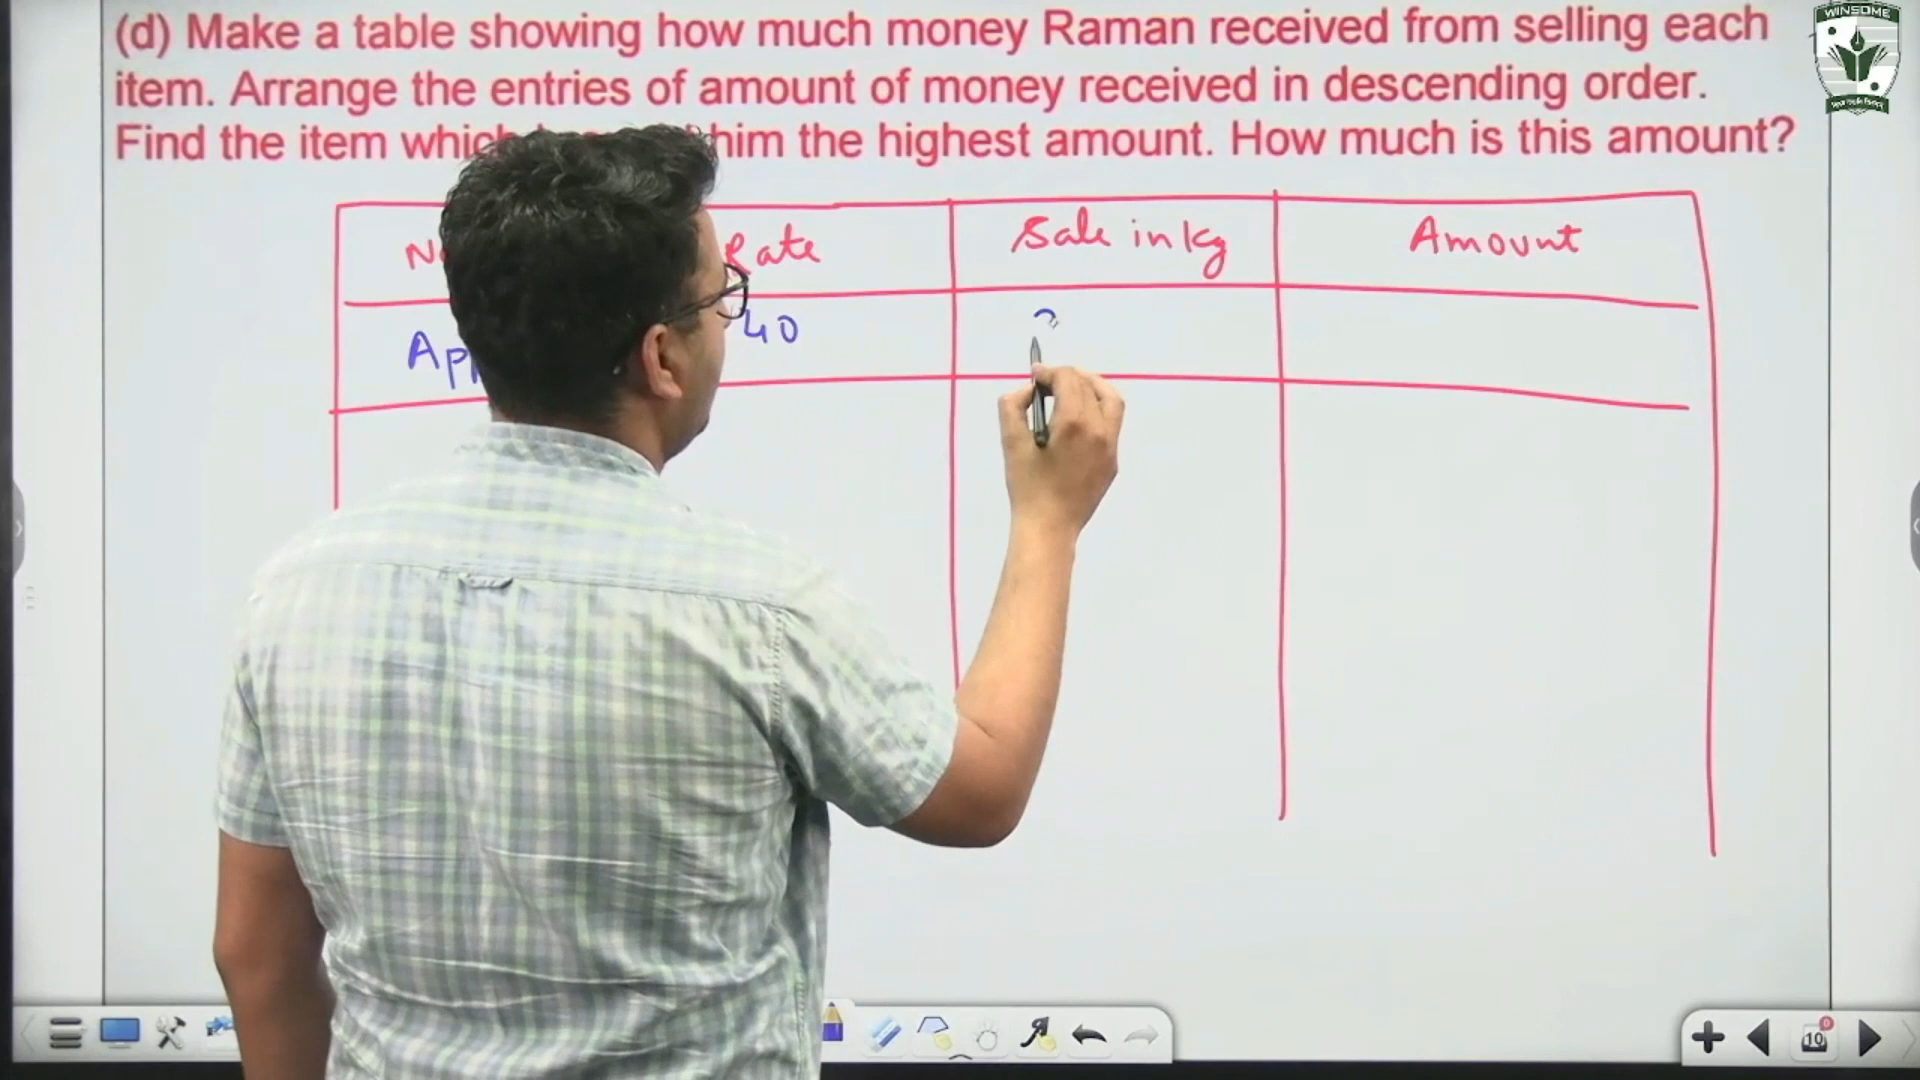 (d) Make a table showing how much money Raman received from selling each
item. Arrange the entries of amount of money received in descending order.
Find the item him the highest amount. How much is this amount?
Rate Sale in kg Amount
40
WINSOME
10